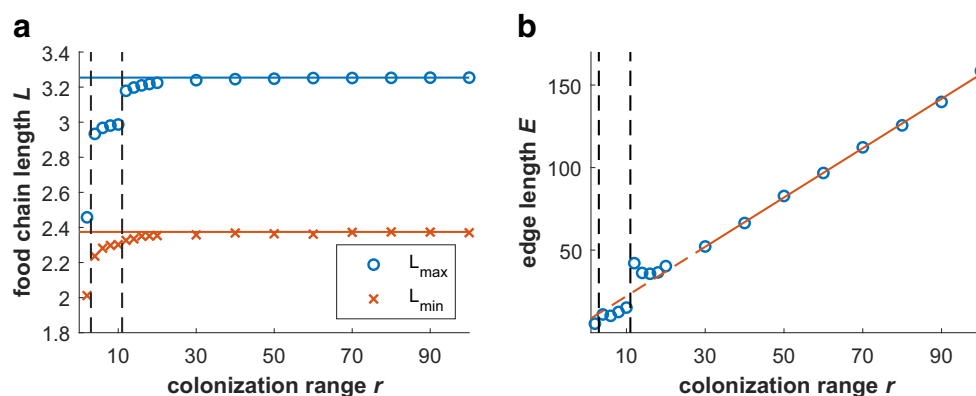 a
3.4
3.2
3
2.8
2.6
2.4
2.2
2
1.8
food chain length L
10
30
50
70
90
colonization range r
L_max
L_min
b
150
100
50
edge length E
10
30
50
70
90
colonization range r